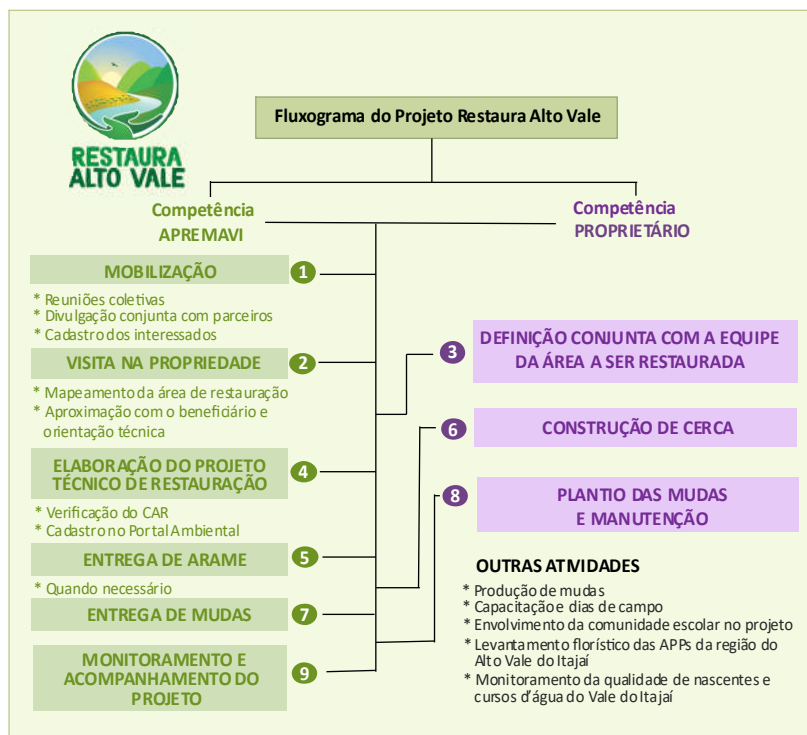 RESTAURA
ALTO VALE
Fluxograma do Projeto Restaura Alto Vale
Competência
APREMAVI
Competência
PROPRIETÁRIO
MOBILIZAÇÃO
1
* Reuniões coletivas
* Divulgação conjunta com parceiros
* Cadastro dos interessados
VISITA NA PROPRIEDADE
2
* Mapeamento da área de restauração
* Aproximação com o beneficiário e
orientação técnica
3
DEFINIÇÃO CONJUNTA COM A EQUIPE
DA ÁREA A SER RESTAURADA
ELABORAÇÃO DO PROJETO
TÉCNICO DE RESTAURAÇÃO
4
* Verificação do CAR
* Cadastro no Portal Ambiental
ENTREGA DE ARAME
5
* Quando necessário
6
CONSTRUÇÃO DE CERCA
ENTREGA DE MUDAS
7
8
PLANTIO DAS MUDAS
E MANUTENÇÃO
MONITORAMENTO E
ACOMPANHAMENTO DO
PROJETO
9
OUTRAS ATIVIDADES
* Produção de mudas
* Capacitação e dias de campo
* Envolvimento da comunidade escolar no projeto
* Levantamento florístico das APPs da região do
Alto Vale do Itajaí
* Monitoramento da qualidade de nascentes e
cursos d'água do Vale do Itajaí